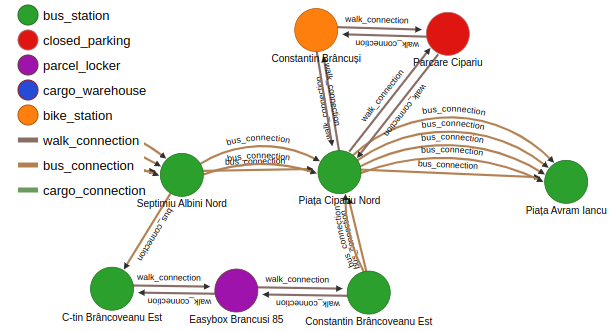 bus_station
closed_parking
parcel_locker
cargo_warehouse
bike_station
walk_connection
bus_connection
cargo_connection
walk_connection
walk_connection
Constantin Brâncuși
Parcare Cipariu
walk_connection
walk_connection
walk_connection
walk_connection
bus_connection
bus_connection
bus_connection
bus_connection
bus_connection
bus_connection
bus_connection
Septimiu Albini Nord
Piața Cipariu Nord
Piața Avram Iancu
bus_connection
bus_connection
bus_connection
walk_connection
walk_connection
walk_connection
walk_connection
C-tin Brâncoveanu Est
Easybox Brancusi 85
Constantin Brâncoveanu Est